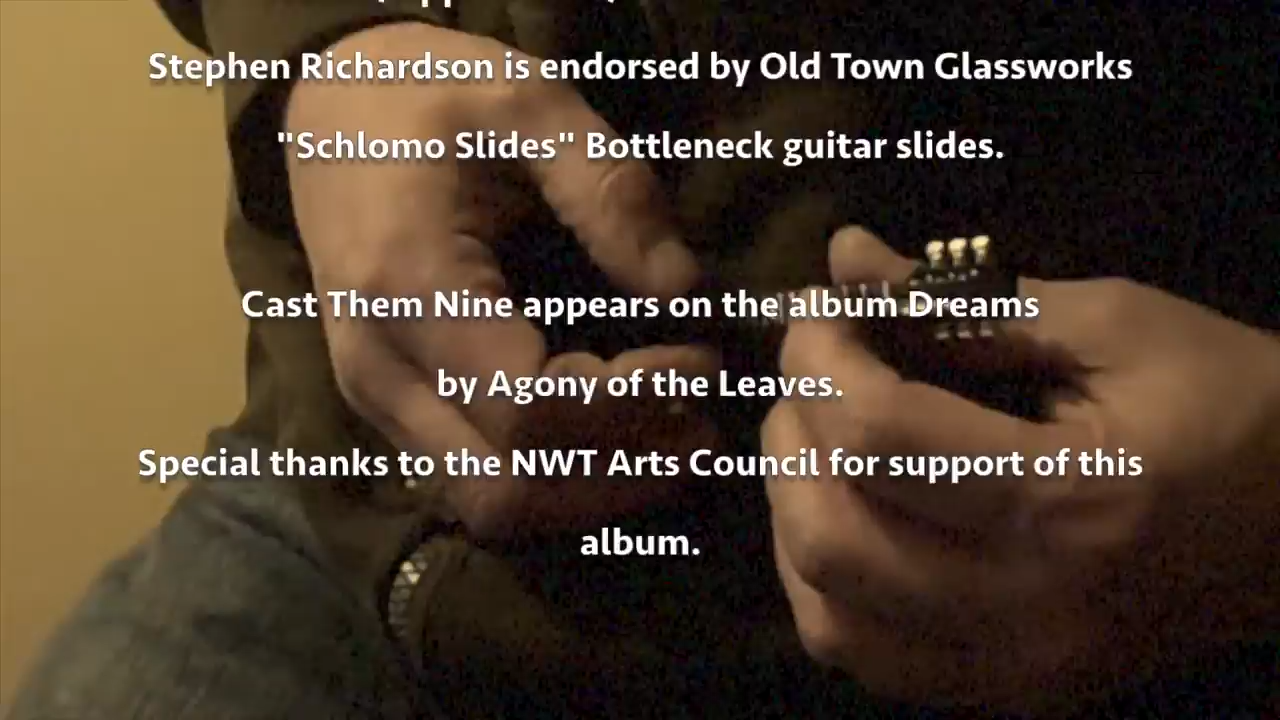 Stephen Richardson is endorsed by Old Town Glassworks
"Schlomo Slides" Bottleneck guitar slides.
Cast Them Nine appears on the album Dreams
by Agony of the Leaves.
Special thanks to the NWT Arts Council for support of this
album.